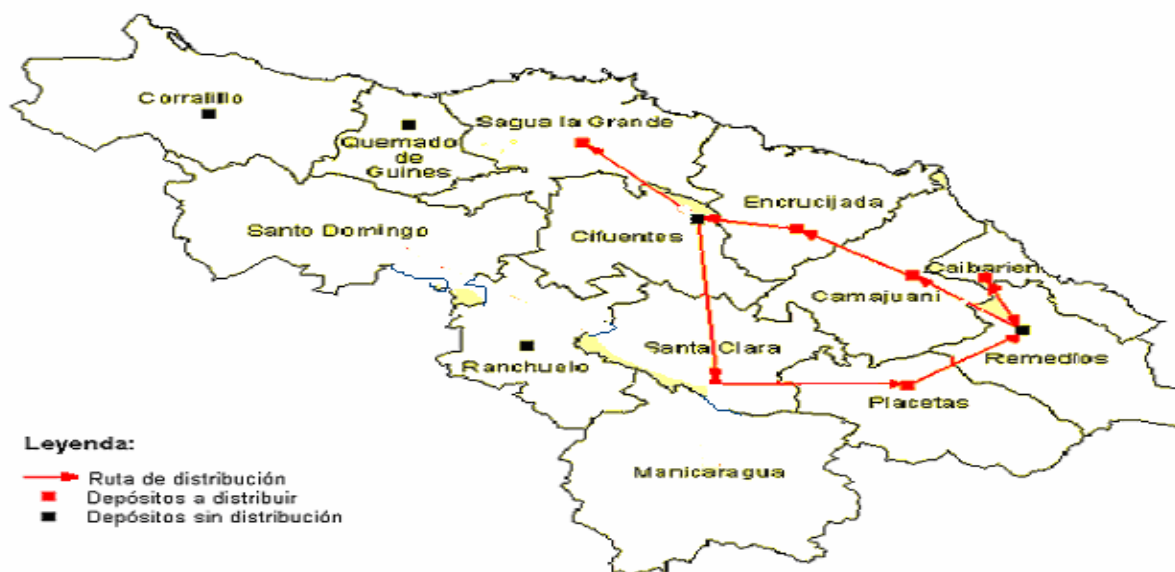 Corralillo
Quemado
de
Guines
Sagua la Grande
Encrucijada
Santo Domingo
Cifuentes
Caibarien
Camajuani
Santa Clara
Ranchuelo
Remedios
Placetas
Manicaragua
Leyenda:
Ruta de distribución
Depósitos a distribuir
Depósitos sin distribución